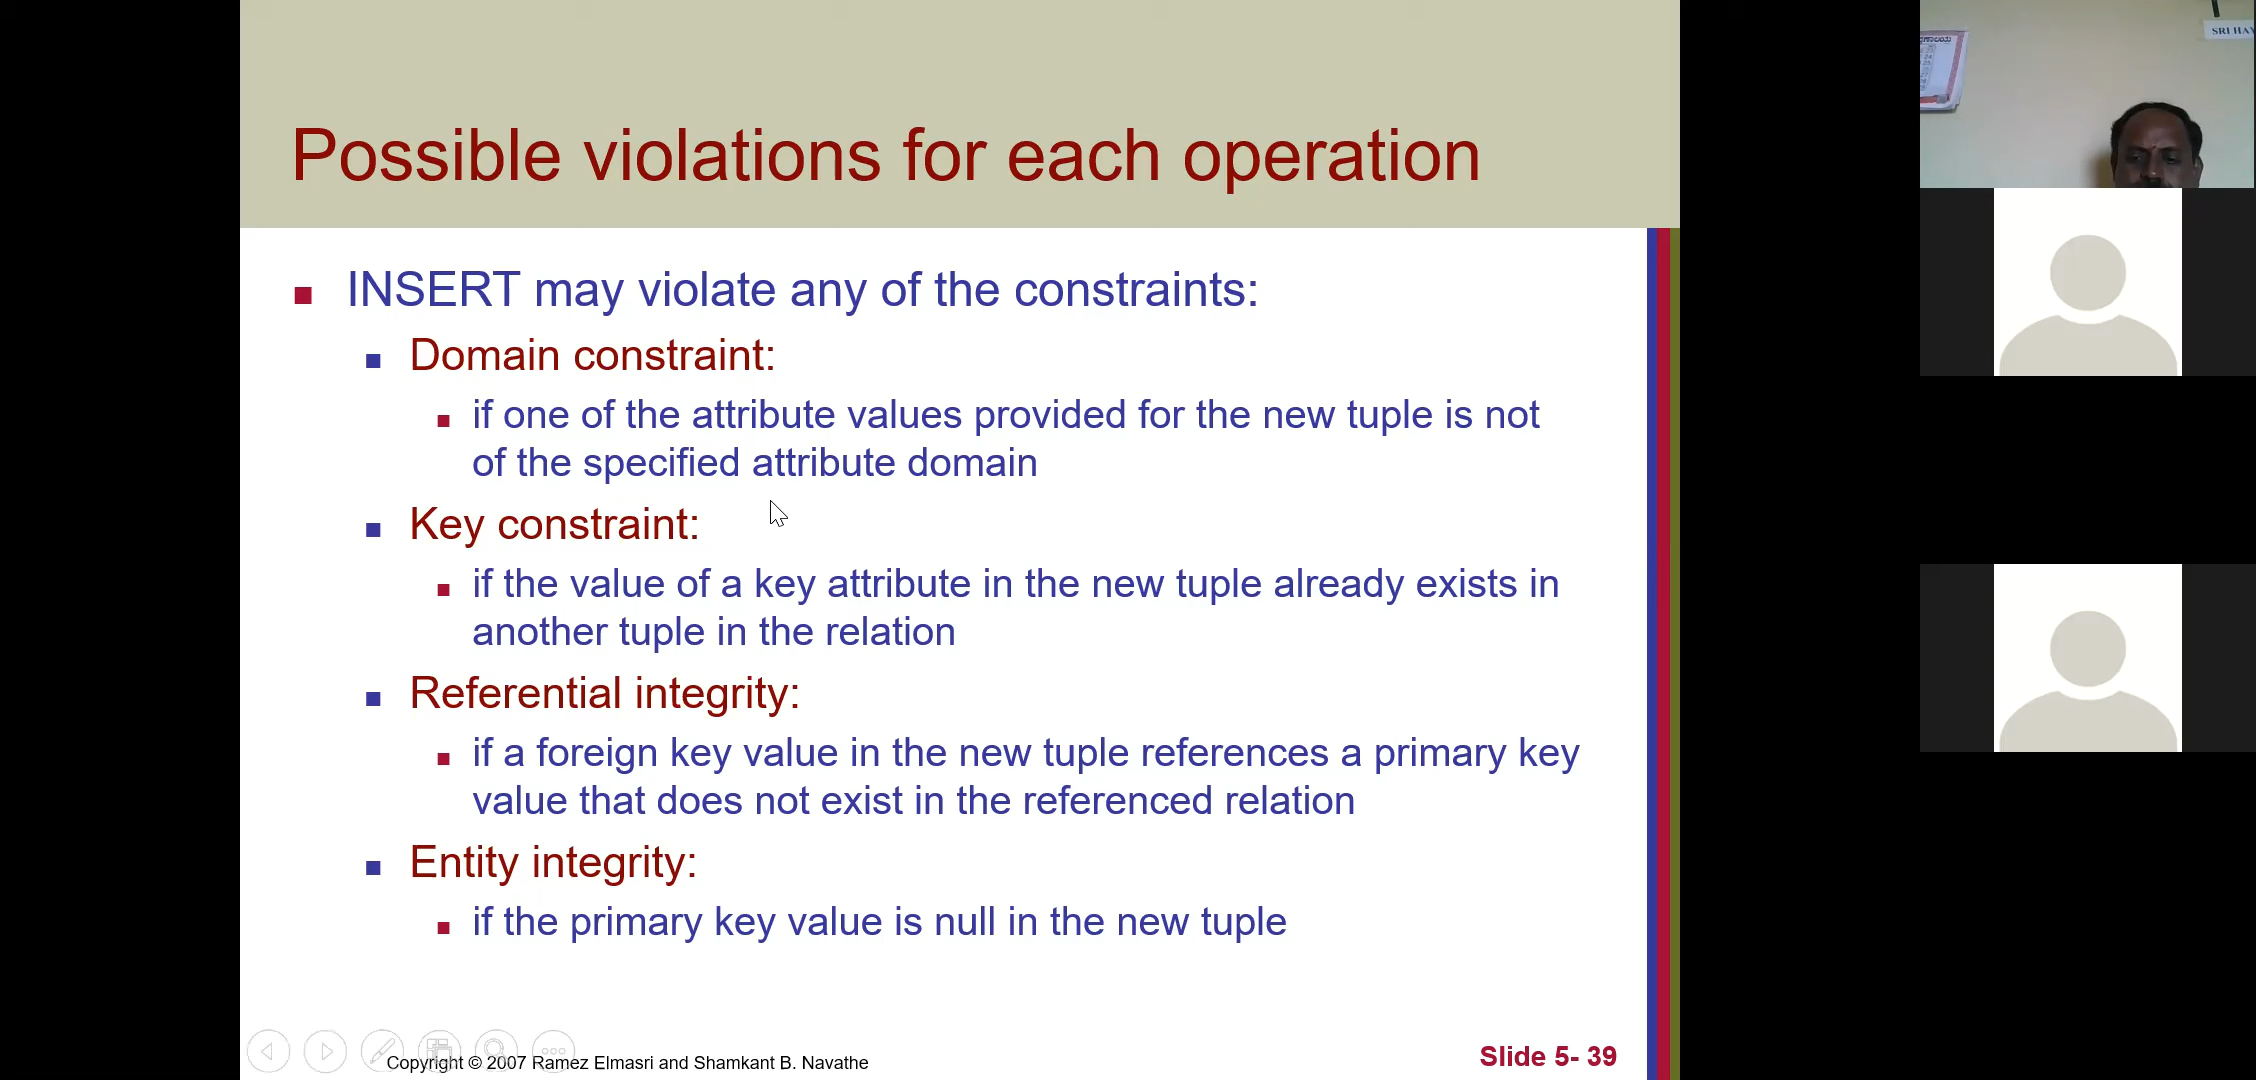 Possible violations for each operation
INSERT may violate any of the constraints:
Domain constraint:
if one of the attribute values provided for the new tuple is not
of the specified attribute domain
Key constraint:
if the value of a key attribute in the new tuple already exists in
another tuple in the relation
Referential integrity:
if a foreign key value in the new tuple references a primary key
value that does not exist in the referenced relation
Entity integrity:
if the primary key value is null in the new tuple
Copyright © 2007 Ramez Elmasri and Shamkant B. Navathe
Slide 5- 39
SRI HAY